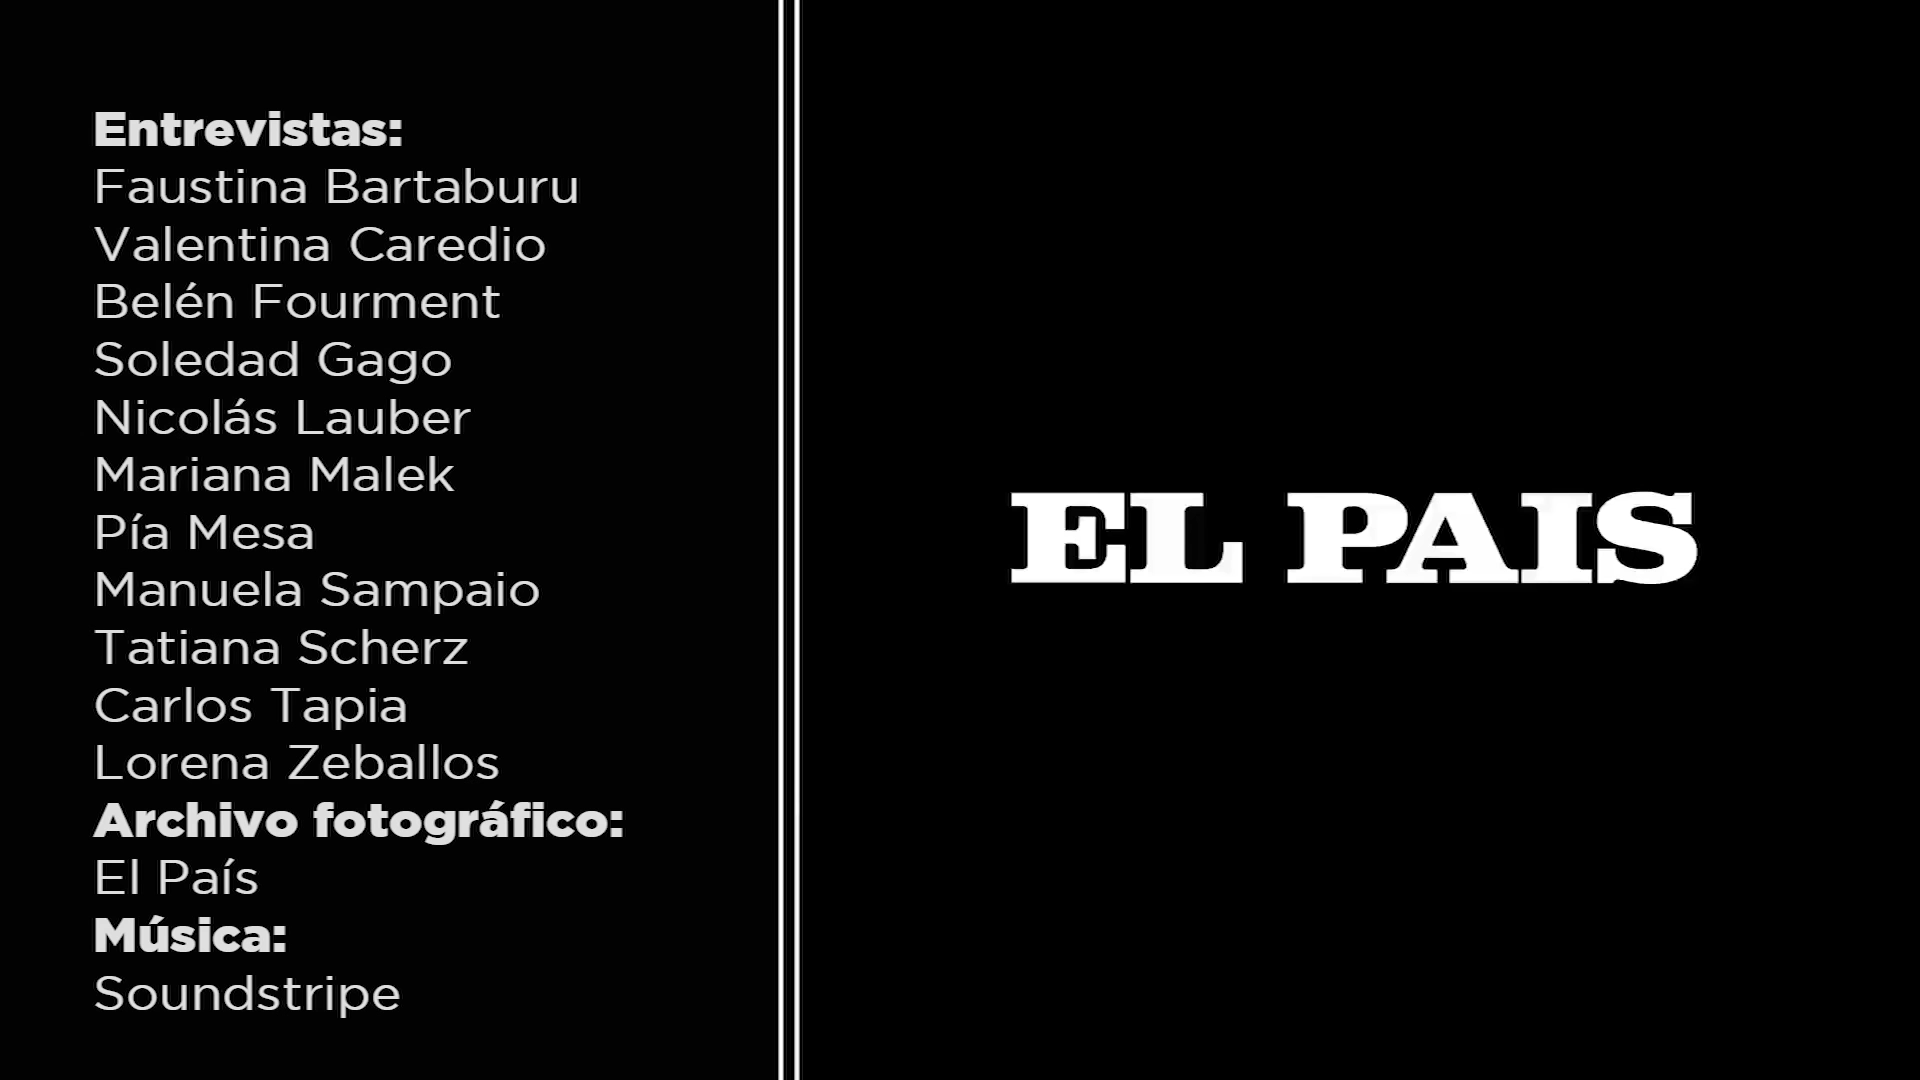 Entrevistas:
Faustina Bartaburu
Valentina Caredio
Belén Fourment
Soledad Gago
Nicolás Lauber
Mariana Malek
Pía Mesa
Manuela Sampaio
Tatiana Scherz
Carlos Tapia
Lorena Zeballos
Archivo fotográfico:
El País
Música:
Soundstripe
EL PAIS